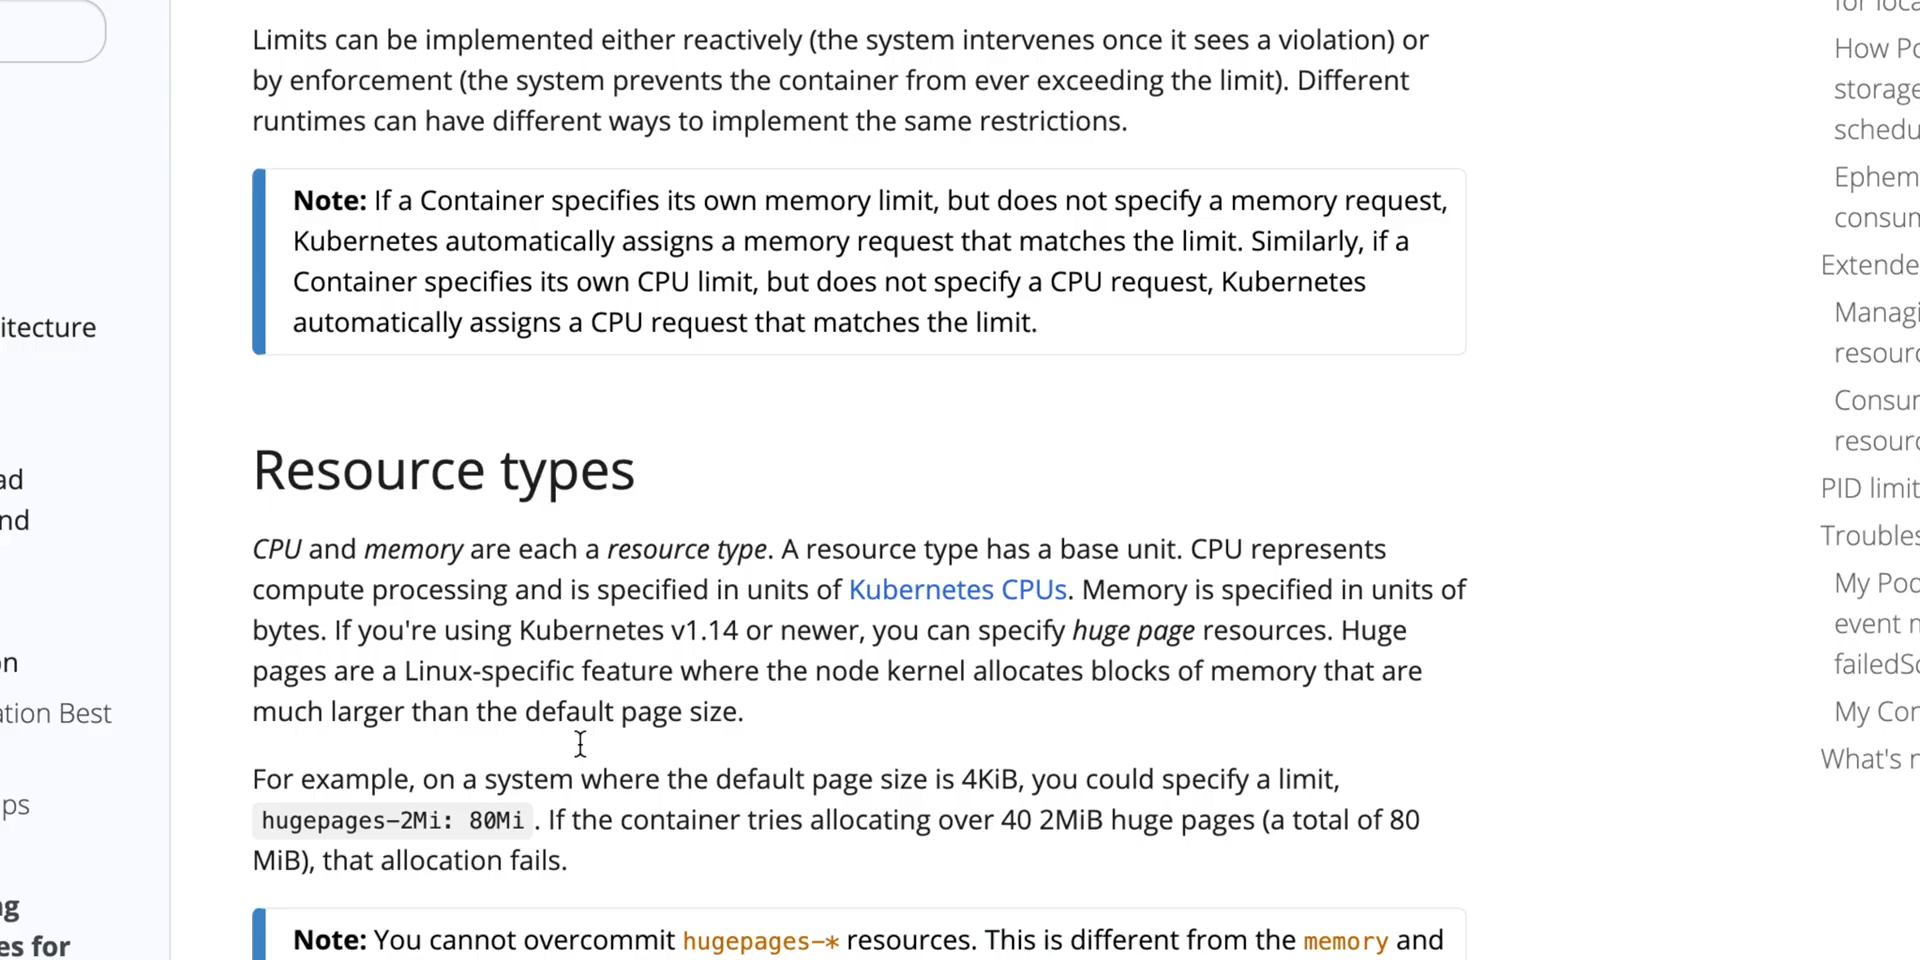 Limits can be implemented either reactively (the system intervenes once it sees a violation) or
by enforcement (the system prevents the container from ever exceeding the limit). Different
runtimes can have different ways to implement the same restrictions.
Note: If a Container specifies its own memory limit, but does not specify a memory request,
Kubernetes automatically assigns a memory request that matches the limit. Similarly, if a
Container specifies its own CPU limit, but does not specify a CPU request, Kubernetes
automatically assigns a CPU request that matches the limit.
Resource types
CPU and memory are each a resource type. A resource type has a base unit. CPU represents
compute processing and is specified in units of Kubernetes CPUs. Memory is specified in units of
bytes. If you're using Kubernetes v1.14 or newer, you can specify huge page resources. Huge
pages are a Linux-specific feature where the node kernel allocates blocks of memory that are
much larger than the default page size.
For example, on a system where the default page size is 4KiB, you could specify a limit,
hugepages-2Mi: 80Mi. If the container tries allocating over 40 2MiB huge pages (a total of 80
MiB), that allocation fails.
Note: You cannot overcommit hugepages-* resources. This is different from the memory and
itecture
ad
nd
on
ation Best
ps
ng
es for
for loca
How Po
storage
schedu
Ephem
consum
Extende
Managi
resourc
Consum
resourc
PID limit
Troubles
My Pod
event m
failedSc
My Con
What's n